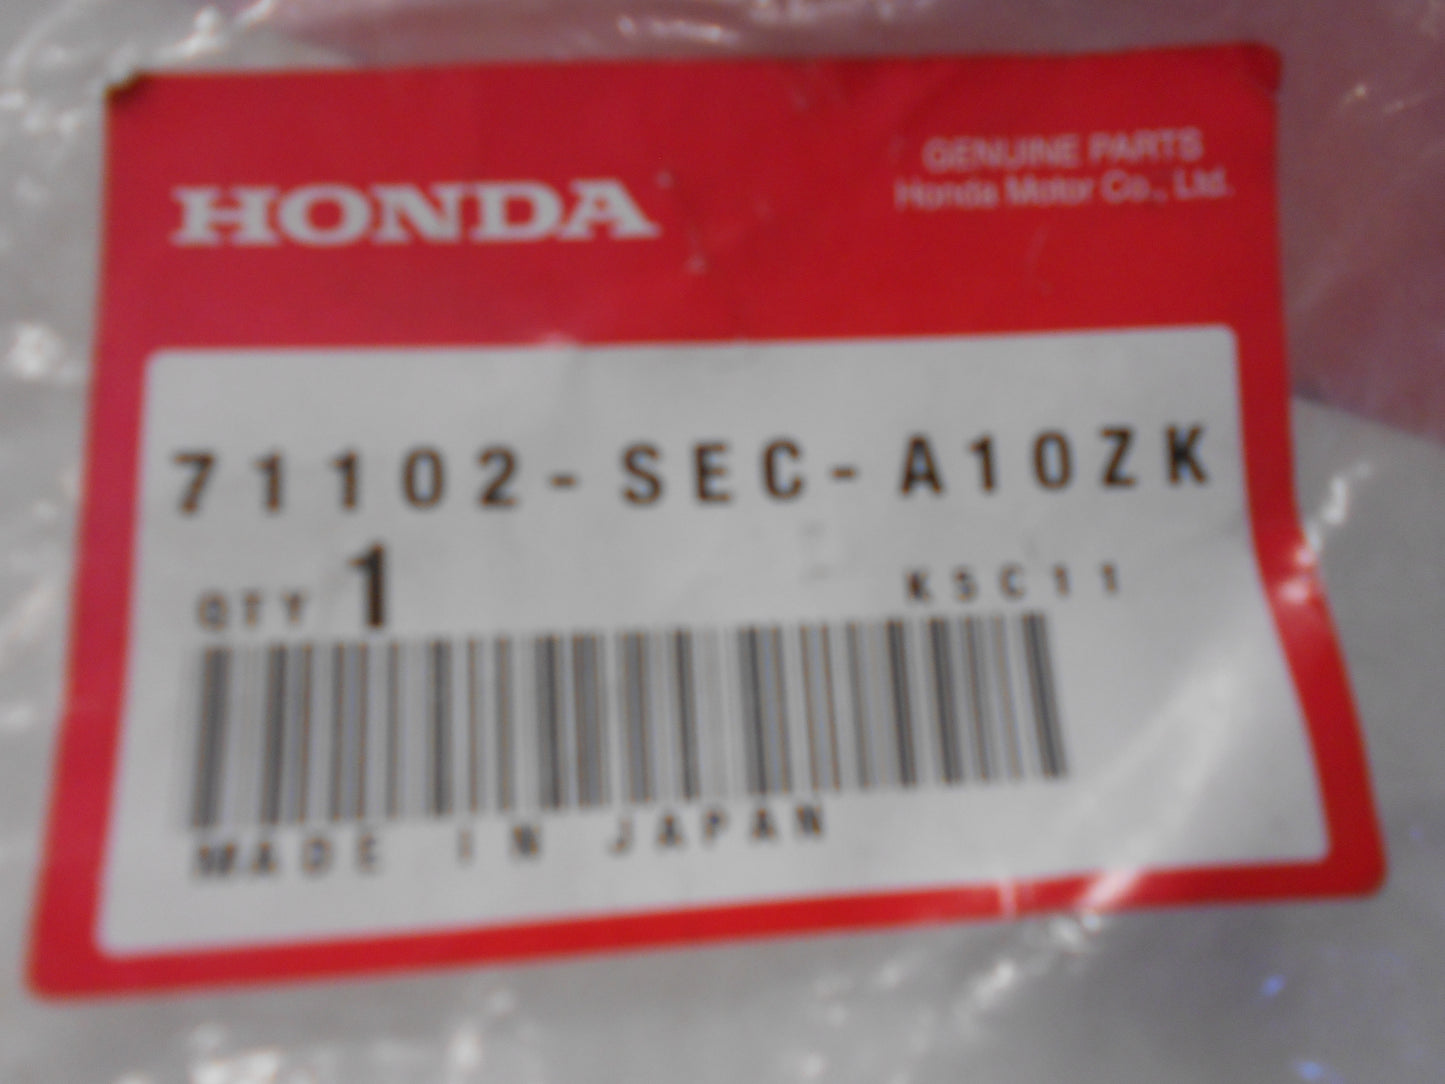 HONDA
GENUINE PARTS
Honda Motor Co., Ltd.
71102-SEC-A10ZK
QTY 1
KSC11
MADE IN JAPAN